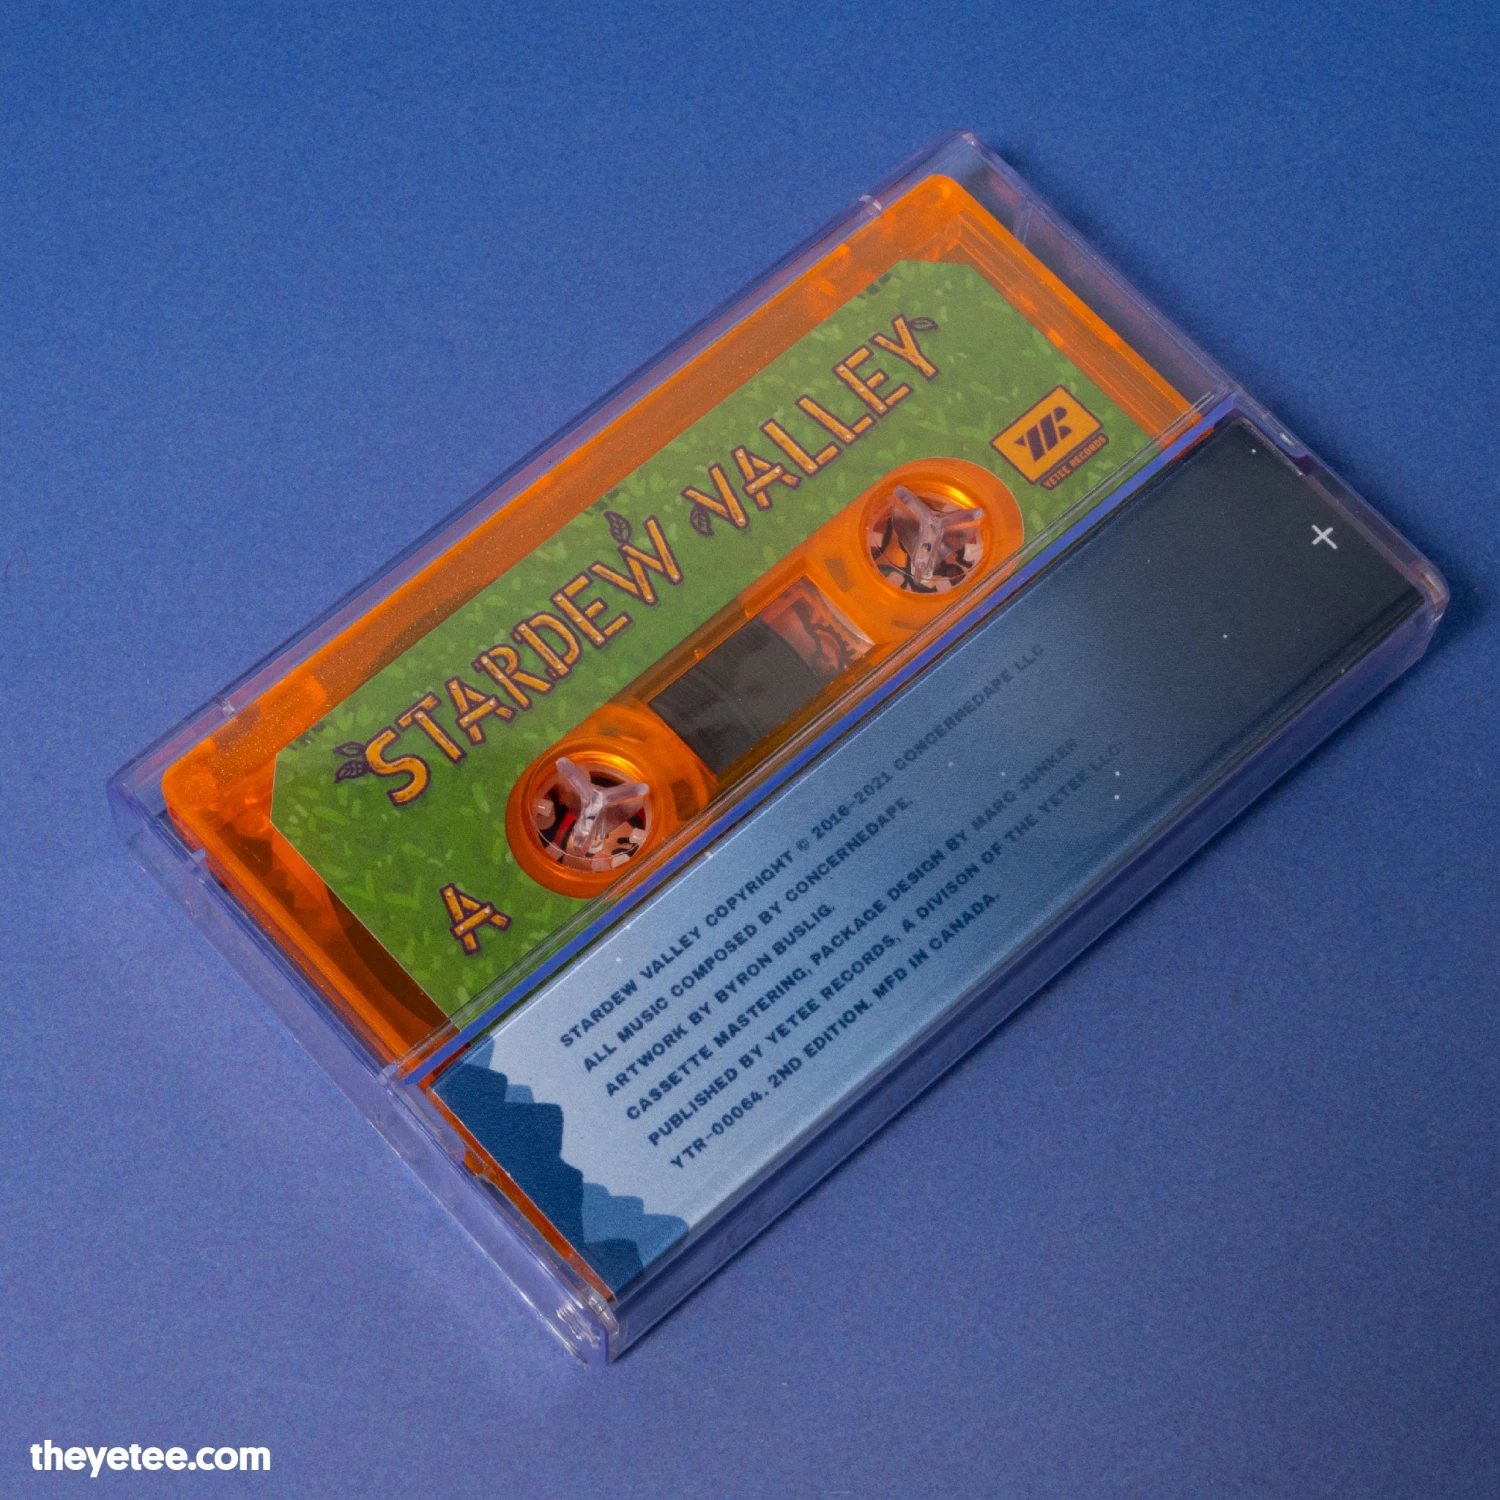 STARDEW VALLEY
YR
YETEE RECORDS
A
STARDEW VALLEY COPYRIGHT © 2016-2021 CONCERNEDAPE LLC
ALL MUSIC COMPOSED BY CONCERNEDAPE.
ARTWORK BY BYRON BUSLIG.
CASSETTE MASTERING, PACKAGE DESIGN BY MARC JUNKER
PUBLISHED BY YETEE RECORDS, A DIVISON OF THE YETEE LLC.
YTR-00064. 2ND EDITION. MFD IN CANADA.
theyetee.com